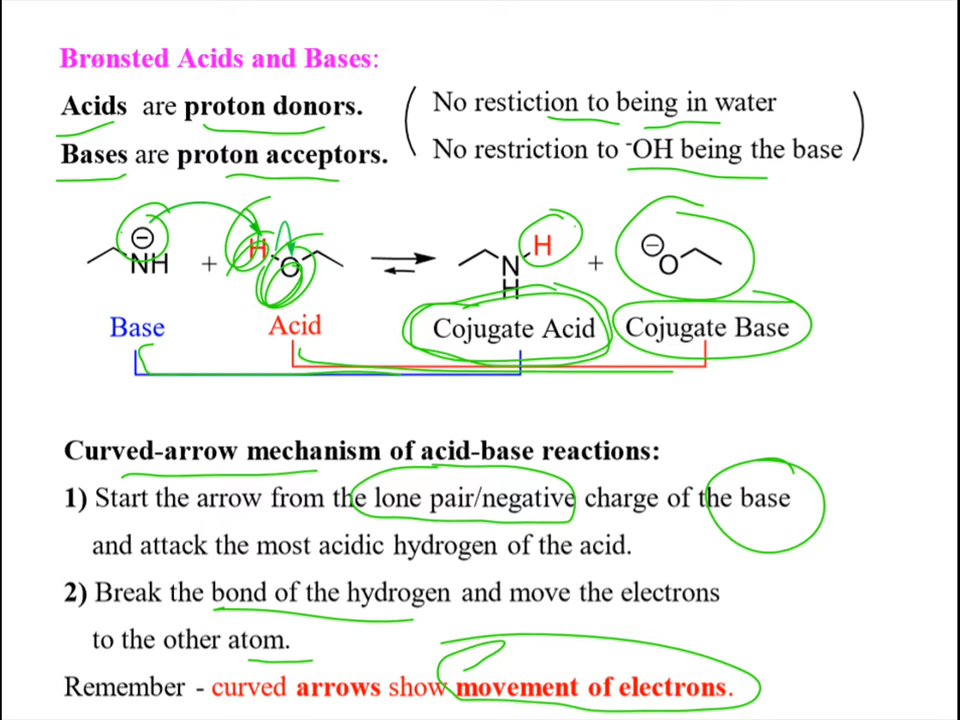 Brønsted Acids and Bases:
Acids are proton donors.
Bases are proton acceptors.
No restiction to being in water
No restriction to ⁻OH being the base
⊖
NH
+
H
O
N
H
H
+
⊖
O
Base
Acid
Cojugate Acid
Cojugate Base
Curved-arrow mechanism of acid-base reactions:
1) Start the arrow from the lone pair/negative charge of the base
and attack the most acidic hydrogen of the acid.
2) Break the bond of the hydrogen and move the electrons
to the other atom.
Remember - curved arrows show movement of electrons.